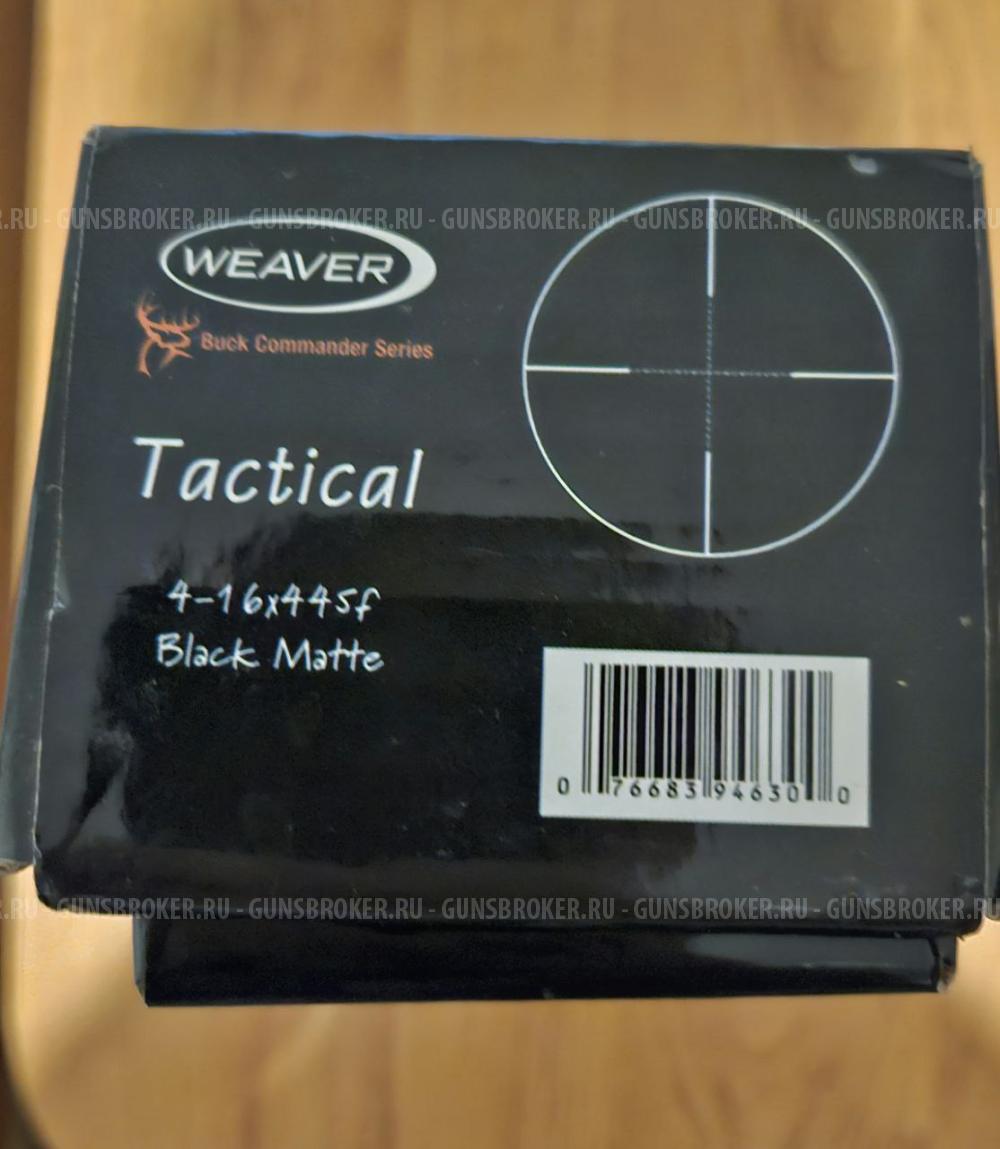 .RU - GUNSBROKER.RU - GUNSBROKER.RU - GUNSBROKER.RU - GUNSBROKER.RU - GUNSBROKER.R
WEAVER
Buck Commander Series
Tactical
4-16x44sf
Black Matte
0 76683 94630 0
.RU - GUNSBROKER.RU - GUNSBROKER.RU - GUNSBROKER.RU - GUNSBROKER.RU - GUNSBROKER.R